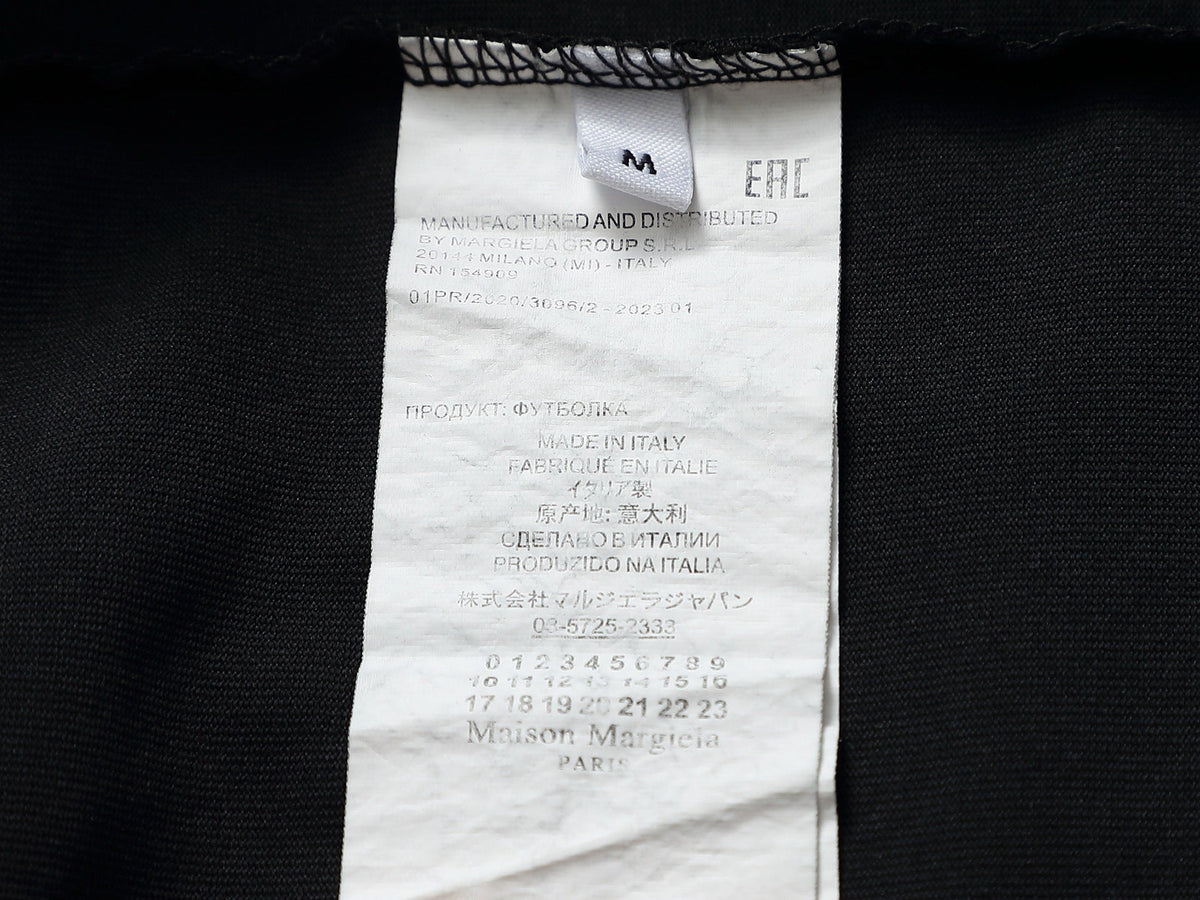 M
EAC
MANUFACTURED AND DISTRIBUTED
BY MARGIELA GROUP S.R.L
20144 MILANO (MI) - ITALY
RN 154909
01PR/2020/3096/2 - 2023 01
ПРОДУКТ: ФУТБОЛКА
MADE IN ITALY
FABRIQUÉ EN ITALIE
イタリア製
原产地: 意大利
СДЕЛАНО В ИТАЛИИ
PRODUZIDO NA ITALIA
株式会社マルジェラジャパン
03-5725-2333
0 1 2 3 4 5 6 7 8 9
10 11 12 13 14 15 16
17 18 19 20 21 22 23
Maison Margiela
PARIS